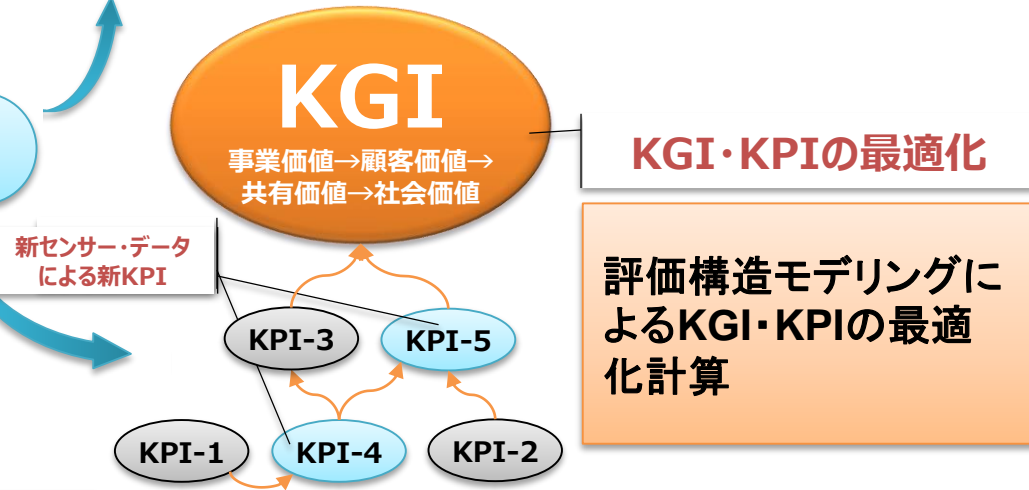 KGI
事業価値→顧客価値→
共有価値→社会価値
KGI・KPIの最適化
新センサー・データ
による新KPI
評価構造モデリングに
よるKGI・KPIの最適
化計算
KPI-3
KPI-5
KPI-1
KPI-4
KPI-2